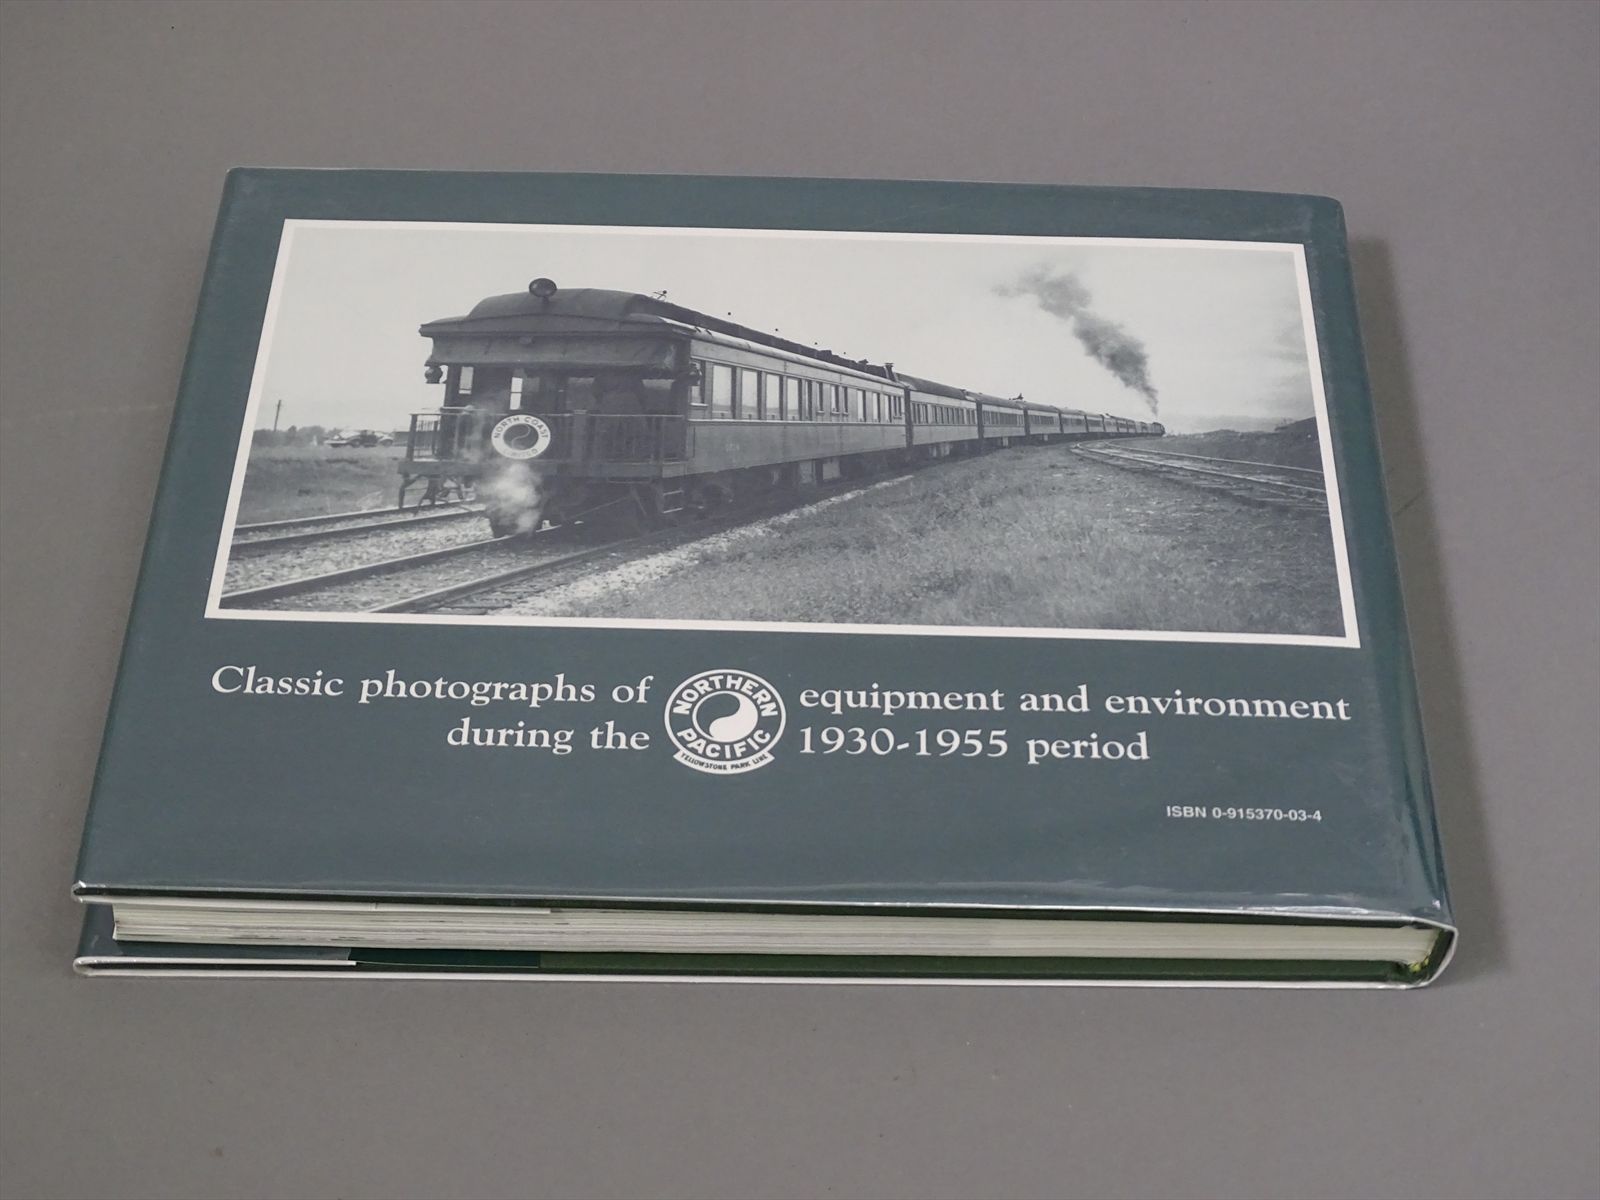 NORTH COAST
LIMITED
Classic photographs of NORTHERN PACIFIC YELLOWSTONE PARK LINE equipment and environment
during the 1930-1955 period
ISBN 0-915370-03-4